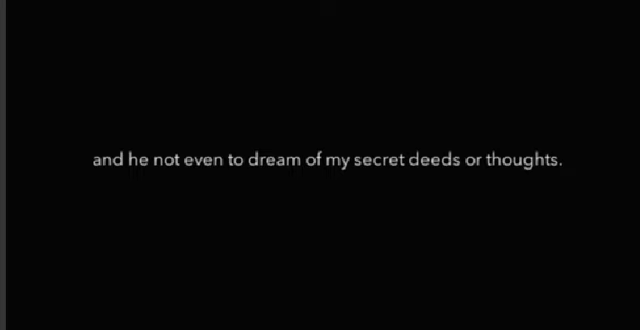 and he not even to dream of my secret deeds or thoughts.